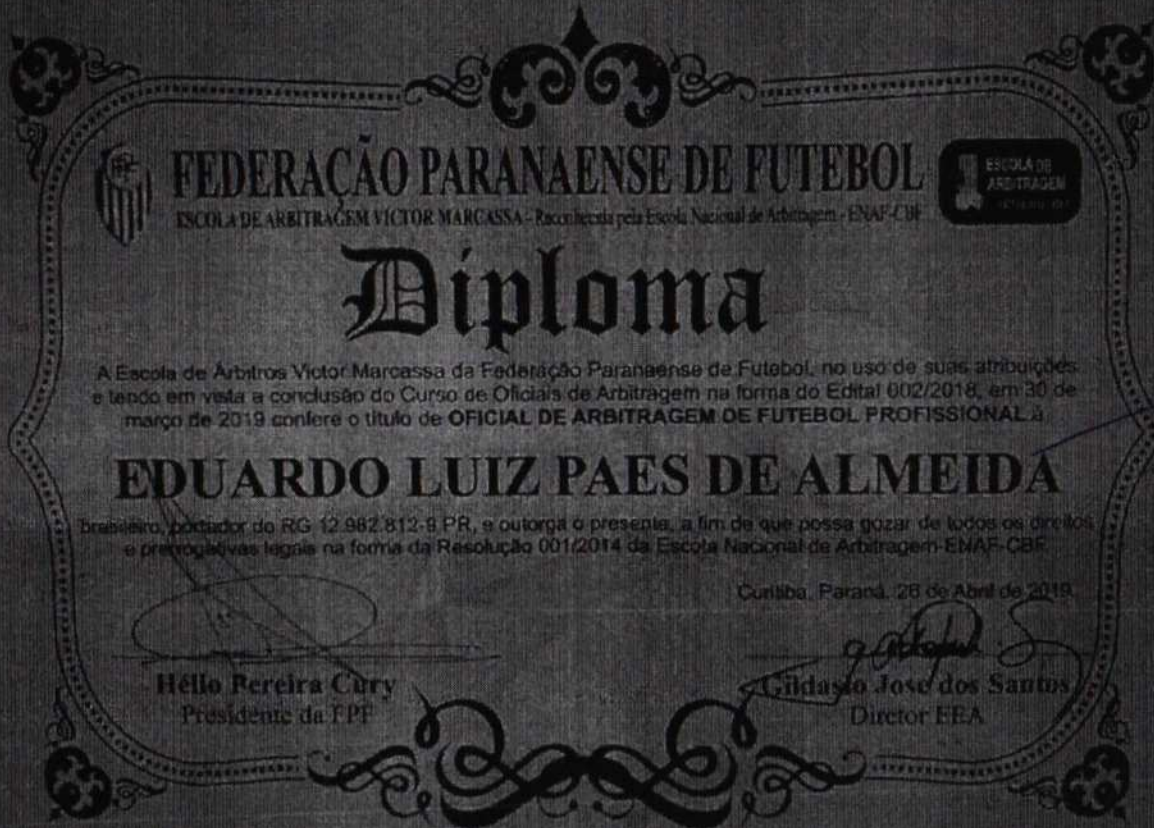 FEDERAÇÃO PARANAENSE DE FUTEBOL
ESCOLA DE ARBITRAGEM VICTOR MARCASSA - Reconhecida pela Escola Nacional de Arbitragem - ENAF-CBF
ESCOLA DE
ARBITRAGEM
Diploma
A Escola de Árbitros Victor Marcassa da Federação Paranaense de Futebol, no uso de suas atribuições
e tendo em vista a conclusão do Curso de Oficiais de Arbitragem na forma do Edital 002/2018, em 30 de
março de 2019 confere o título de OFICIAL DE ARBITRAGEM DE FUTEBOL PROFISSIONAL à
EDUARDO LUIZ PAES DE ALMEIDA
brasileiro, portador do RG 12.982.812-9 PR, e outorga o presente, a fim de que possa gozar de todos os direitos
e prerrogativas legais na forma da Resolução 001/2014 da Escola Nacional de Arbitragem-ENAF-CBF.
Curitiba, Paraná, 26 de Abril de 2019.
Hélio Pereira Cury
Presidente da FPF
Gildasio José dos Santos
Diretor EEA